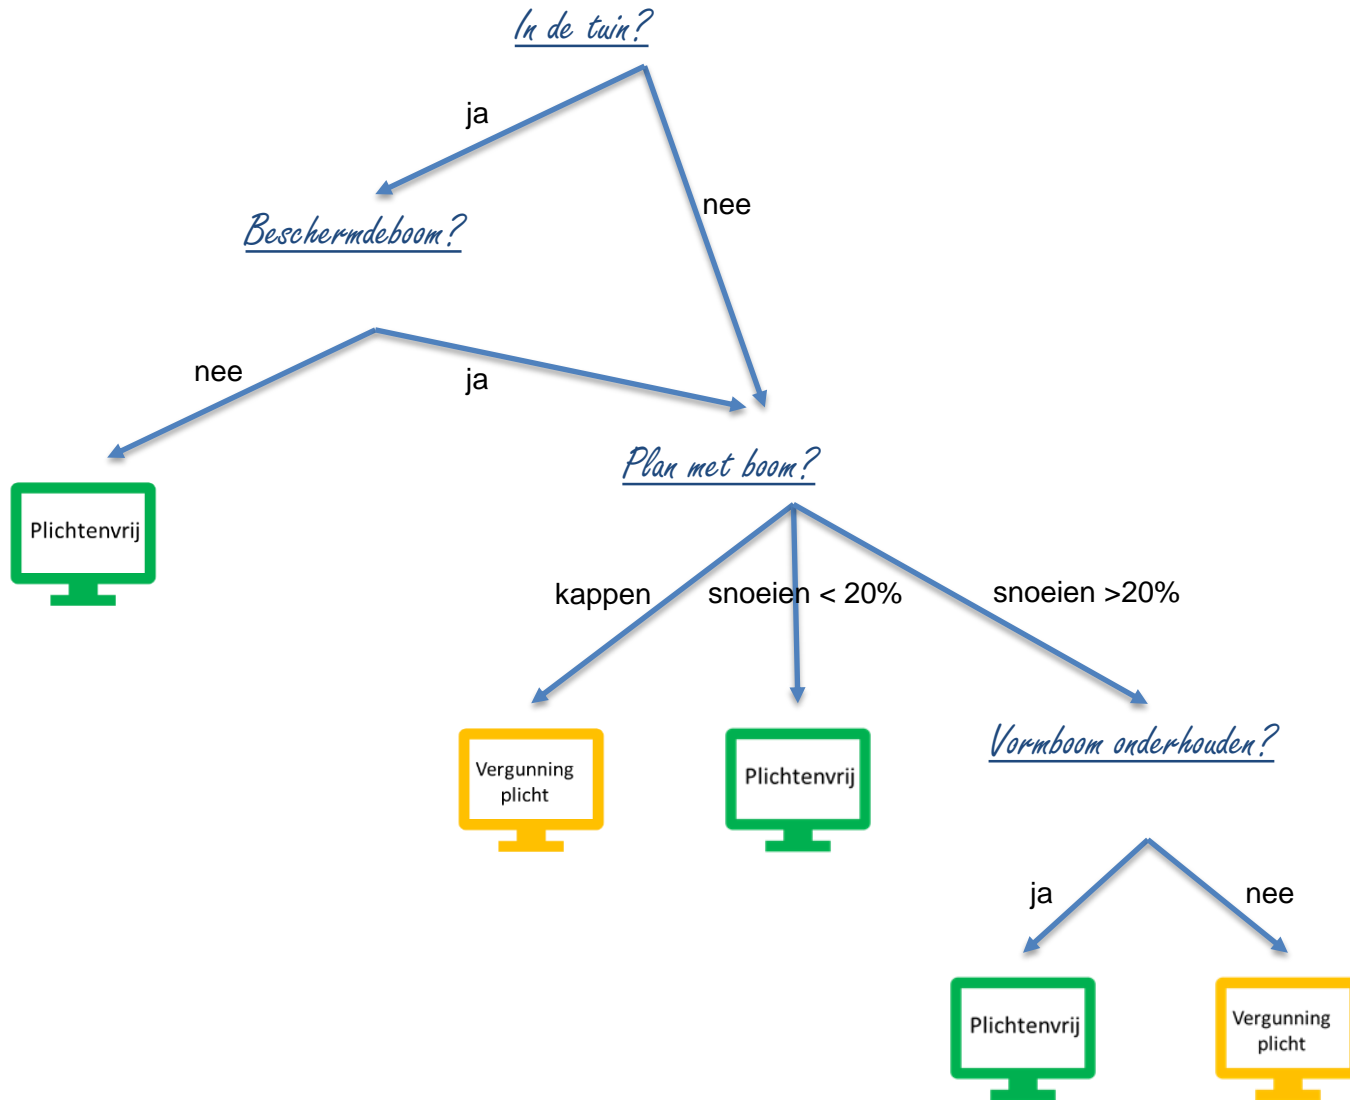 In de tuin?
ja
nee
Beschermdeboom?
nee
ja
Plan met boom?
Plichtenvrij
kappen
snoeien < 20%
snoeien >20%
Vormboom onderhouden?
Vergunning
plicht
Plichtenvrij
ja
nee
Plichtenvrij
Vergunning
plicht